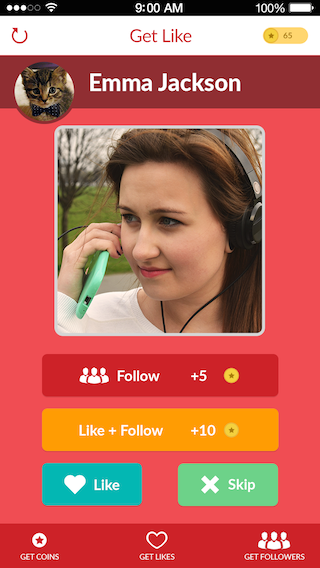 9:00 AM
100%
Get Like
65
Emma Jackson
Follow +5
Like + Follow +10
Like
Skip
GET COINS
GET LIKES
GET FOLLOWERS